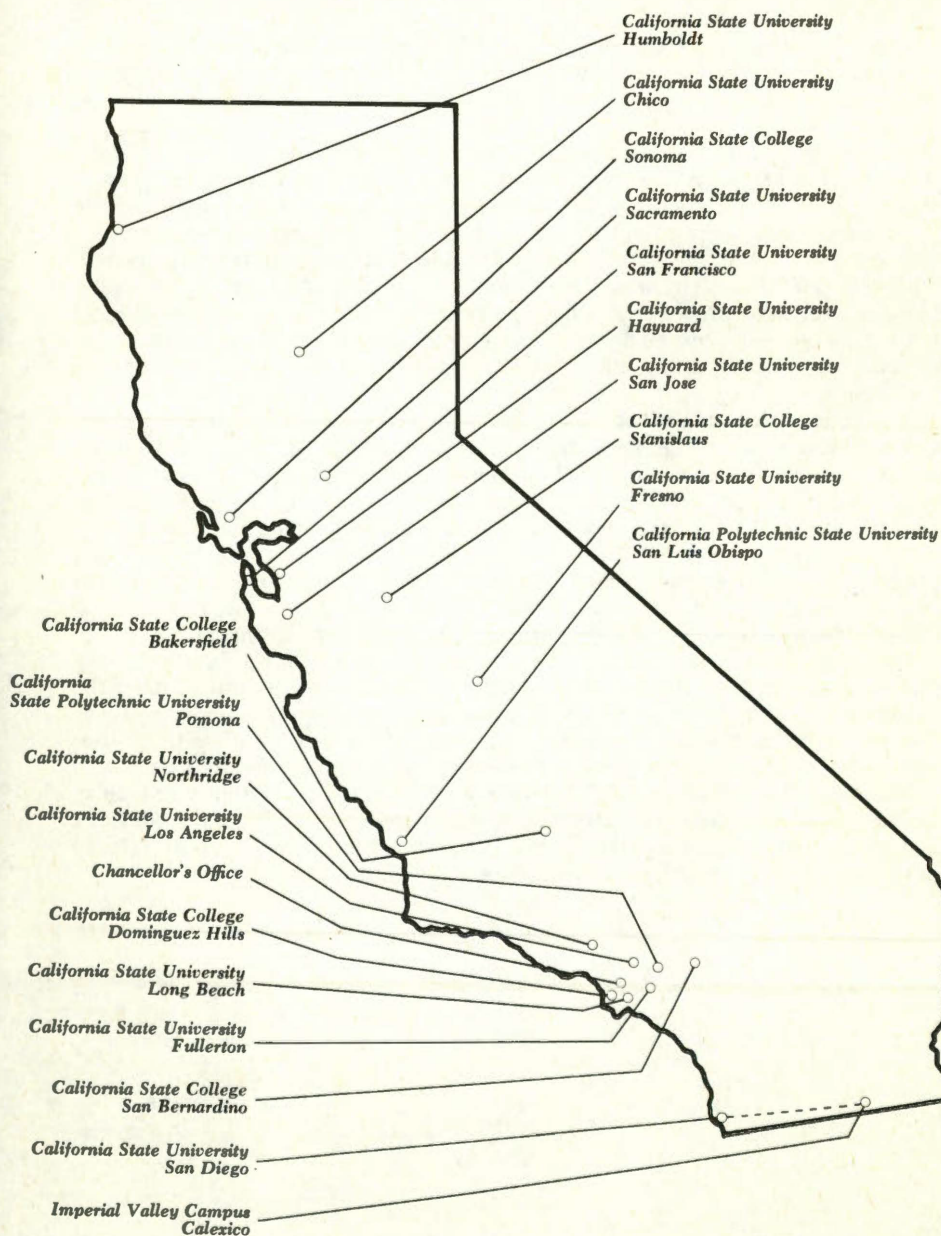 California State University
Humboldt
California State University
Chico
California State College
Sonoma
California State University
Sacramento
California State University
San Francisco
California State University
Hayward
California State University
San Jose
California State College
Stanislaus
California State University
Fresno
California Polytechnic State University
San Luis Obispo
California State College
Bakersfield
California
State Polytechnic University
Pomona
California State University
Northridge
California State University
Los Angeles
Chancellor's Office
California State College
Dominguez Hills
California State University
Long Beach
California State University
Fullerton
California State College
San Bernardino
California State University
San Diego
Imperial Valley Campus
Calexico